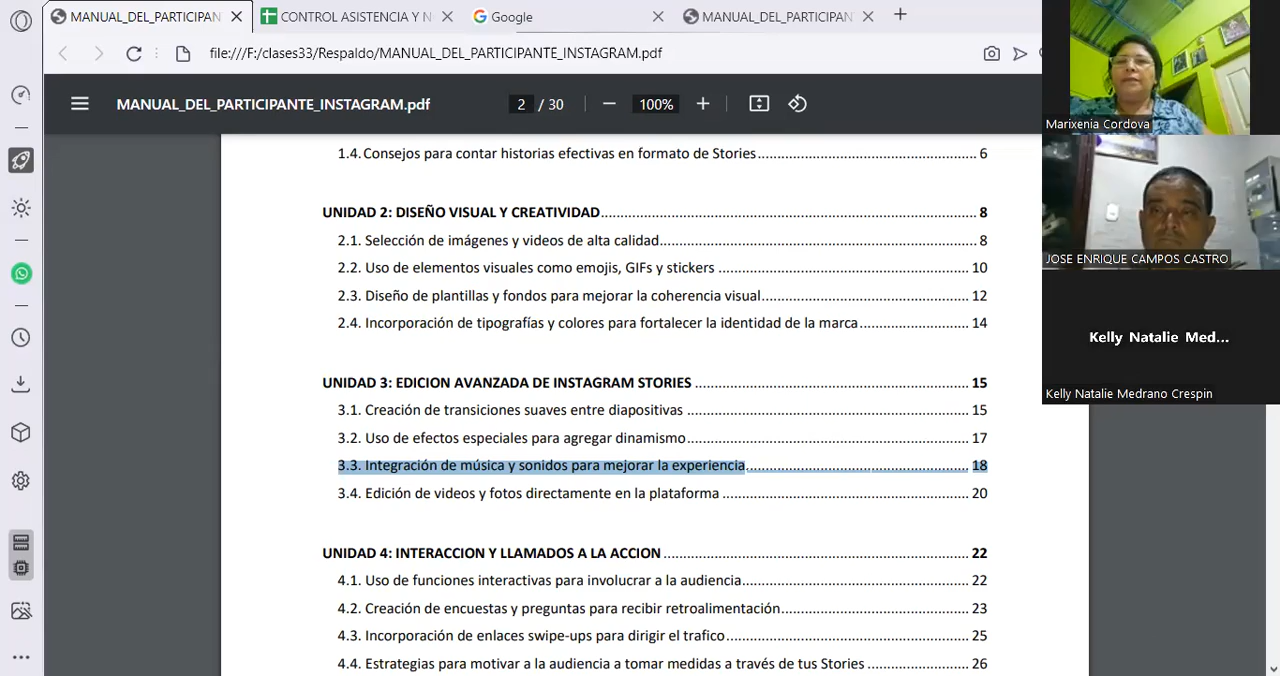 MANUAL_DEL_PARTICIPAN
CONTROL ASISTENCIA Y N
Google
MANUAL_DEL_PARTICIPAN
file:///F:/clases33/Respaldo/MANUAL_DEL_PARTICIPANTE_INSTAGRAM.pdf
MANUAL_DEL_PARTICIPANTE_INSTAGRAM.pdf
2 / 30
100%
1.4. Consejos para contar historias efectivas en formato de Stories 6
UNIDAD 2: DISEÑO VISUAL Y CREATIVIDAD 8
2.1. Selección de imágenes y videos de alta calidad 8
2.2. Uso de elementos visuales como emojis, GIFs y stickers 10
2.3. Diseño de plantillas y fondos para mejorar la coherencia visual 12
2.4. Incorporación de tipografías y colores para fortalecer la identidad de la marca 14
UNIDAD 3: EDICION AVANZADA DE INSTAGRAM STORIES 15
3.1. Creación de transiciones suaves entre diapositivas 15
3.2. Uso de efectos especiales para agregar dinamismo 17
3.3. Integración de música y sonidos para mejorar la experiencia 18
3.4. Edición de videos y fotos directamente en la plataforma 20
UNIDAD 4: INTERACCION Y LLAMADOS A LA ACCION 22
4.1. Uso de funciones interactivas para involucrar a la audiencia 22
4.2. Creación de encuestas y preguntas para recibir retroalimentación 23
4.3. Incorporación de enlaces swipe-ups para dirigir el trafico 25
4.4. Estrategias para motivar a la audiencia a tomar medidas a través de tus Stories 26
Marixenia Cordova
JOSE ENRIQUE CAMPOS CASTRO
Kelly Natalie Med...
Kelly Natalie Medrano Crespin